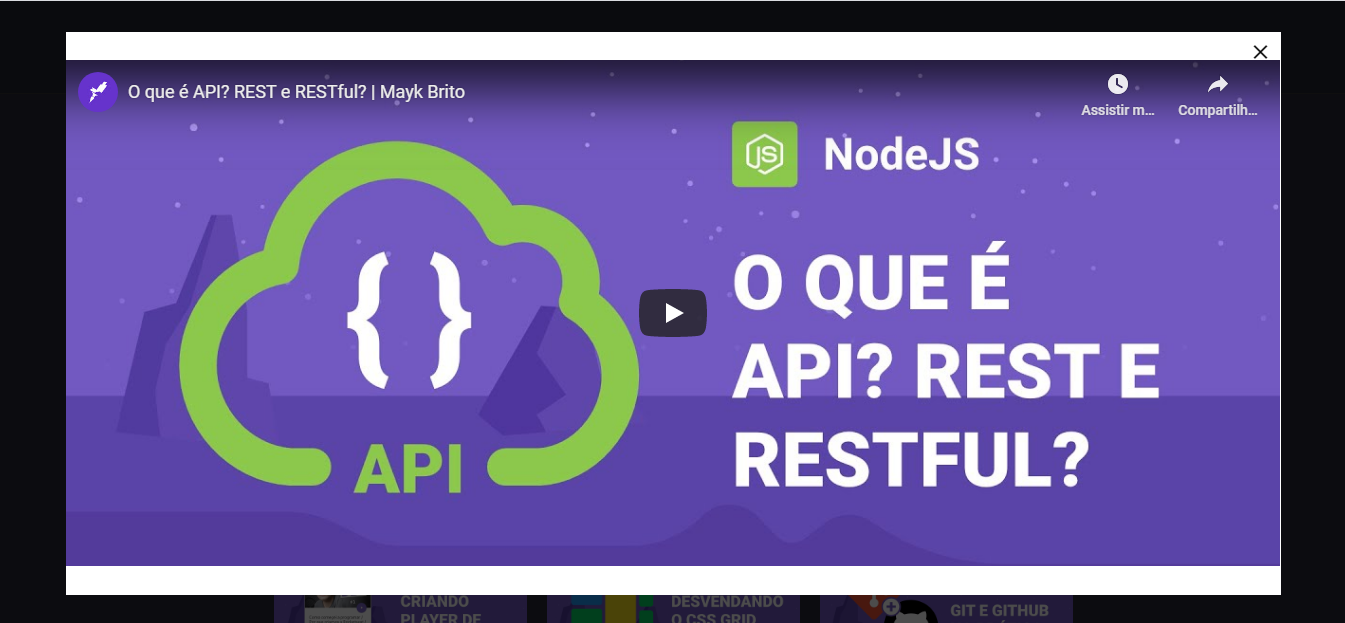 O que é API? REST e RESTful? | Mayk Brito
Assistir m...
Compartilh...
JS
NodeJS
O QUE É
API? REST E
RESTFUL?
{ }
API
CRIANDO
PLAYER DE
DESVENDANDO
O CSS GRID
GIT E GITHUB